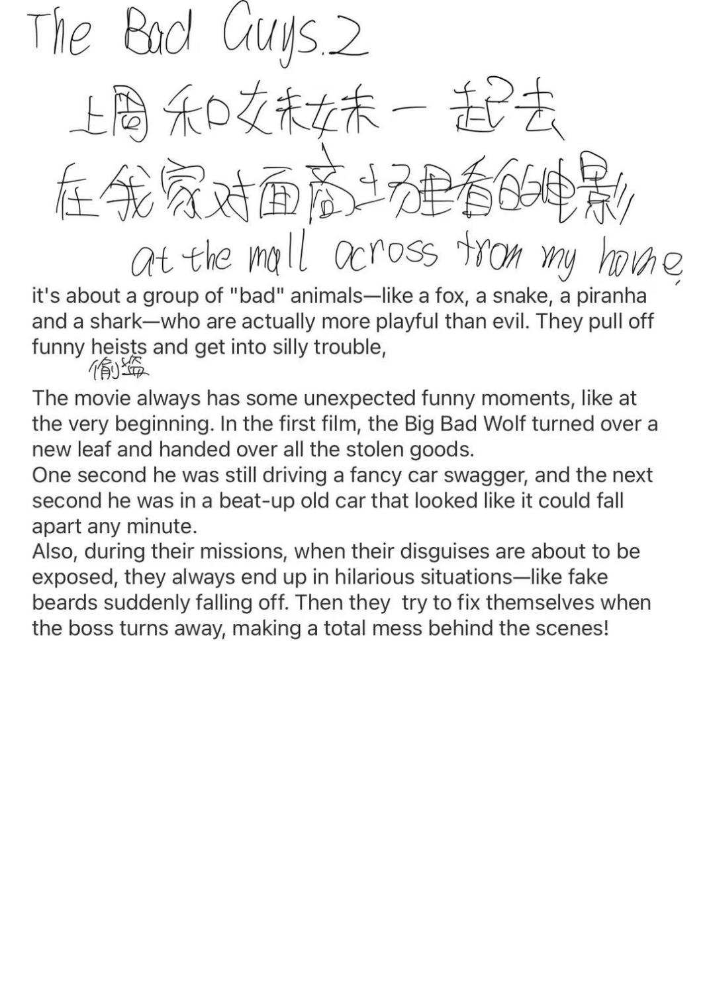 The Bad Guys.2
上周和妹妹一起去
在我家对面商场里看的电影
at the mall across from my home,
it's about a group of "bad" animals—like a fox, a snake, a piranha
and a shark—who are actually more playful than evil. They pull off
funny heists and get into silly trouble,
偷盗
The movie always has some unexpected funny moments, like at
the very beginning. In the first film, the Big Bad Wolf turned over a
new leaf and handed over all the stolen goods.
One second he was still driving a fancy car swagger, and the next
second he was in a beat-up old car that looked like it could fall
apart any minute.
Also, during their missions, when their disguises are about to be
exposed, they always end up in hilarious situations—like fake
beards suddenly falling off. Then they  try to fix themselves when
the boss turns away, making a total mess behind the scenes!